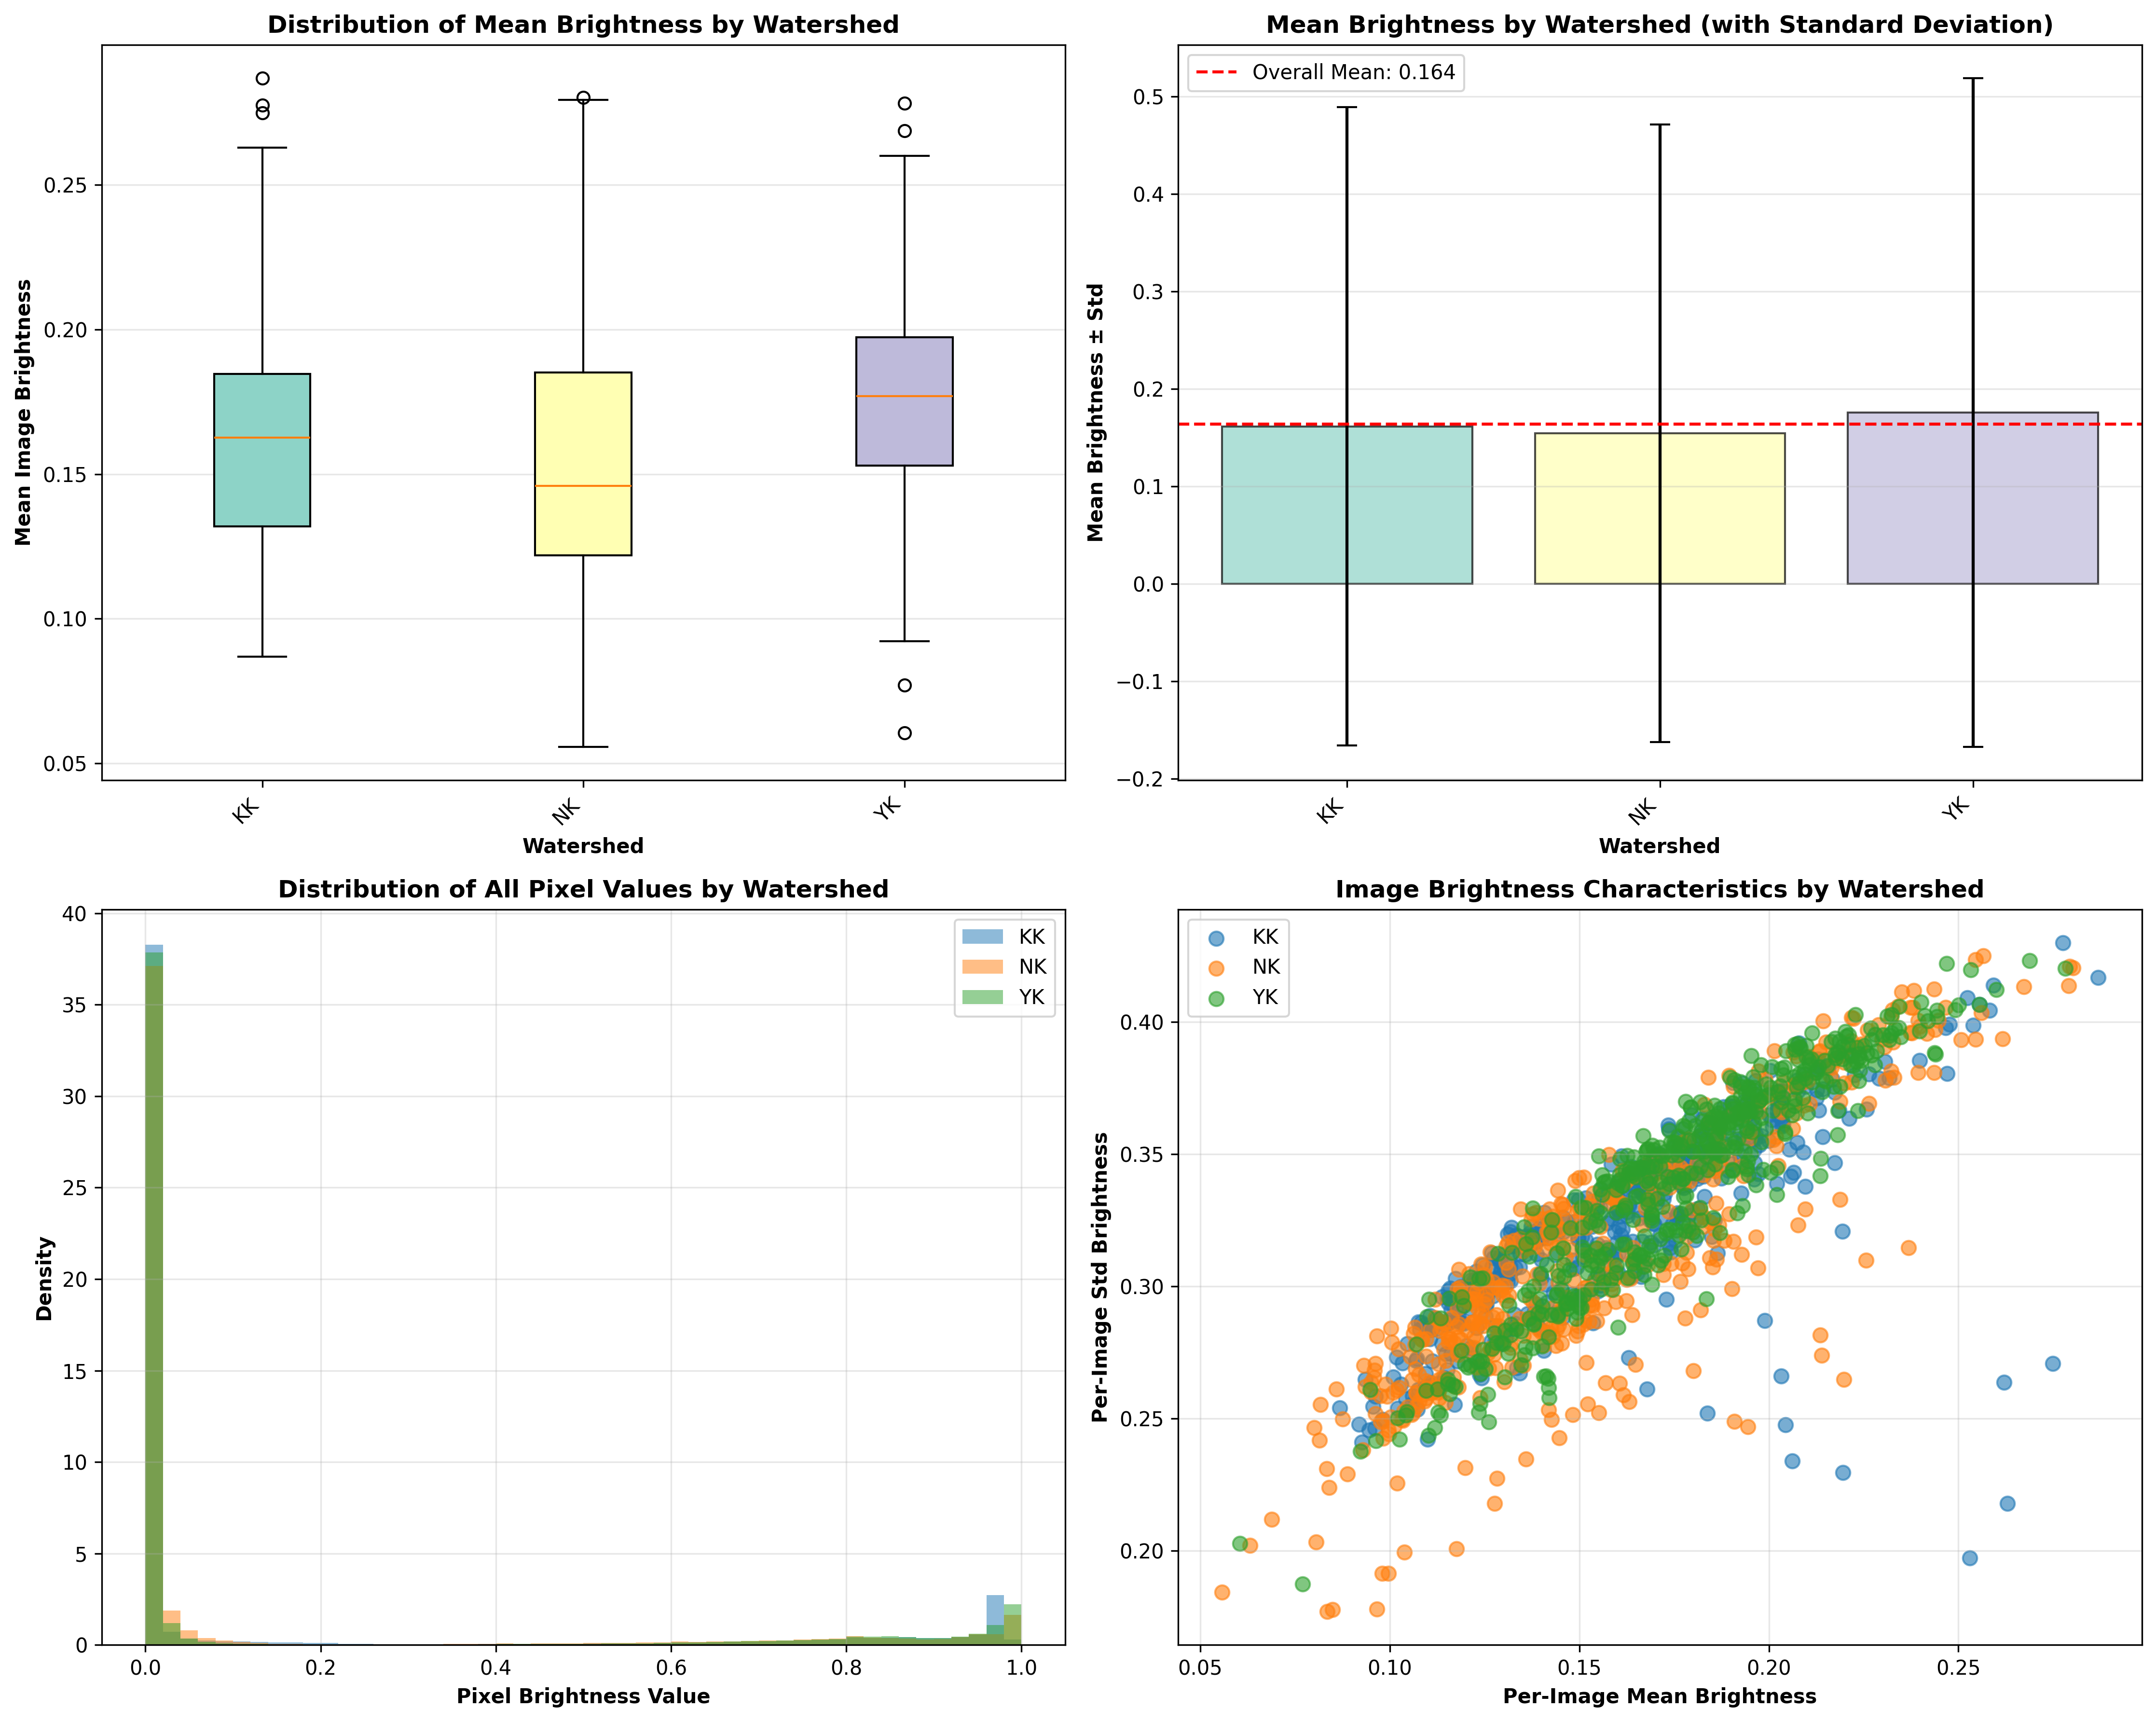 Distribution of Mean Brightness by Watershed
Mean Image Brightness
0.25
0.20
0.15
0.10
0.05
KK
NK
YK
Watershed
Mean Brightness by Watershed (with Standard Deviation)
Overall Mean: 0.164
Mean Brightness ± Std
0.5
0.4
0.3
0.2
0.1
0.0
−0.1
−0.2
KK
NK
YK
Watershed
Distribution of All Pixel Values by Watershed
KK
NK
YK
Density
40
35
30
25
20
15
10
5
0
0.0 0.2 0.4 0.6 0.8 1.0
Pixel Brightness Value
Image Brightness Characteristics by Watershed
KK
NK
YK
Per-Image Std Brightness
0.40
0.35
0.30
0.25
0.20
0.05 0.10 0.15 0.20 0.25
Per-Image Mean Brightness